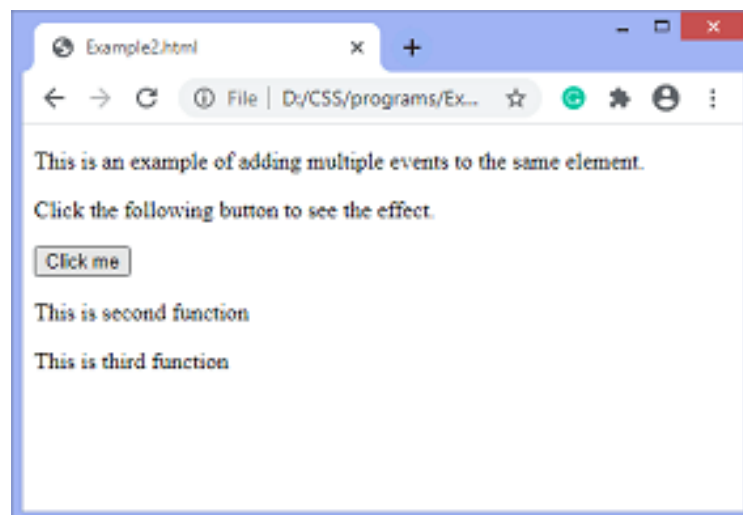 Example2.html
File | D:/CSS/programs/Ex...
This is an example of adding multiple events to the same element.
Click the following button to see the effect.
Click me
This is second function
This is third function